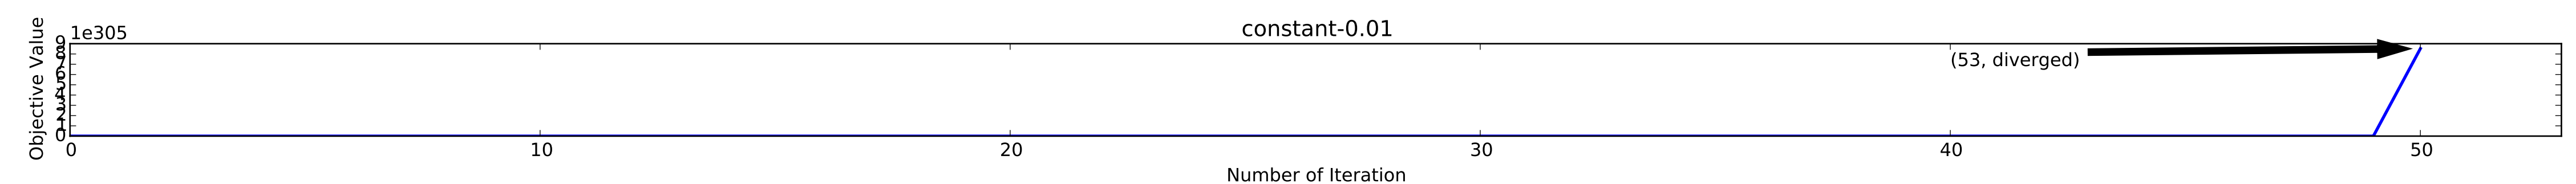 constant-0.01
1e305
Objective Value
9
8
7
6
5
4
3
2
1
0
(53, diverged)
0 10 20 30 40 50
Number of Iteration